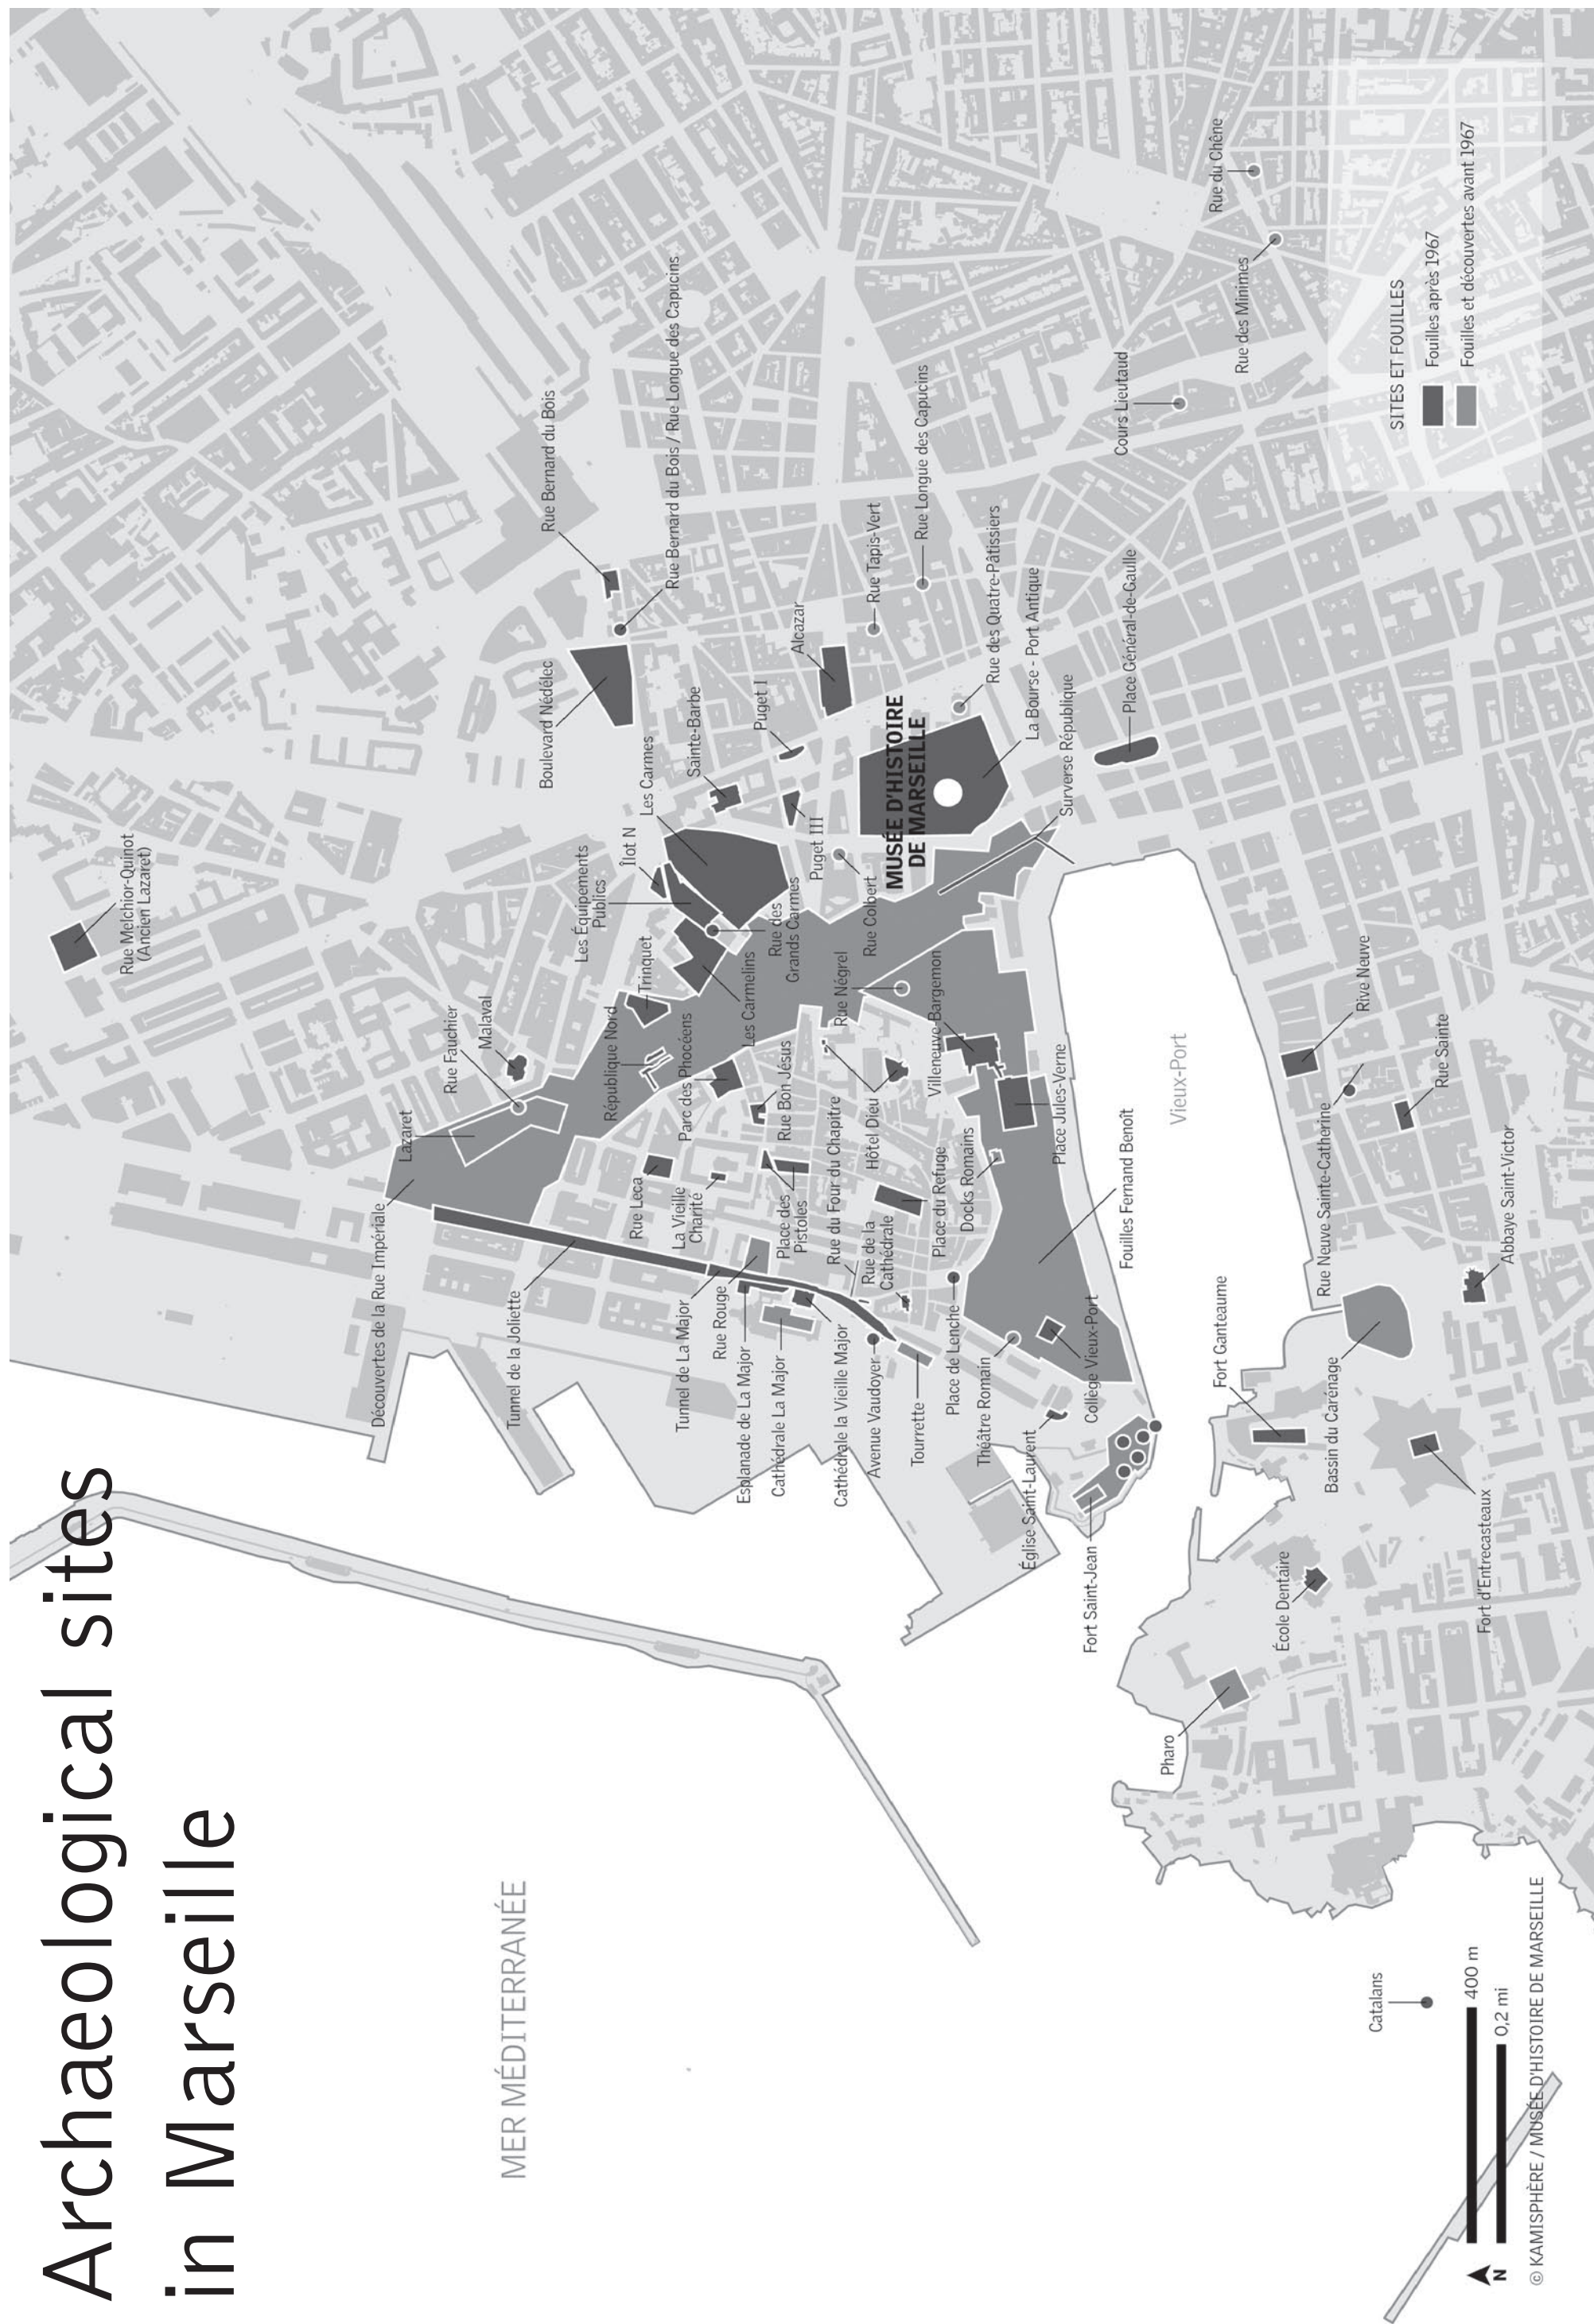 Archaeological sites
in Marseille
Rue Melchior-Quinot
(Ancien Lazaret)
Découvertes de la Rue Impériale
Lazaret
Rue Fauchier
Malaval
Tunnel de la Joliette
MER MÉDITERRANÉE
Boulevard Nédélec
Rue Bernard du Bois
Rue Bernard du Bois / Rue Longue des Capucins
Les Équipements
Publics
Îlot N
Les Carmes
Sainte-Barbe
Trinquet
République Nord
Rue Leca
Parc des Phocéens
La Vieille
Charité
Tunnel de La Major
Rue Rouge
Esplanade de La Major
Cathédrale La Major
Les Carmelins
Rue des
Grands Carmes
Puget I
Puget III
Alcazar
Rue Bon Jésus
Place des
Pistoles
Rue du Four du Chapitre
Cathédrale la Vieille Major
Rue Négrel
Rue Colbert
Rue Tapis-Vert
Rue de la
Cathédrale
Hôtel Dieu
Avenue Vaudoyer
MUSÉE D'HISTOIRE
DE MARSEILLE
Rue Longue des Capucins
Tourrette
Place du Refuge
Villeneuve-Bargemon
Place de Lenche
Docks Romains
Rue des Quatre-Pâtissiers
Théâtre Romain
La Bourse - Port Antique
Église Saint-Laurent
Place Jules-Verne
Surverse République
Fort Saint-Jean
Collège Vieux-Port
Fouilles Fernand Benoît
Place Général-de-Gaulle
Cours Lieutaud
Vieux-Port
Rue du Chêne
Rue des Minimes
Pharo
Fort Ganteaume
École Dentaire
Bassin du Carénage
Rue Neuve Sainte-Catherine
Rive Neuve
Rue Sainte
Abbaye Saint-Victor
Fort d'Entrecasteaux
Catalans
SITES ET FOUILLES
Fouilles après 1967
Fouilles et découvertes avant 1967
400 m
0,2 mi
N
© KAMISPHÈRE / MUSÉE D'HISTOIRE DE MARSEILLE